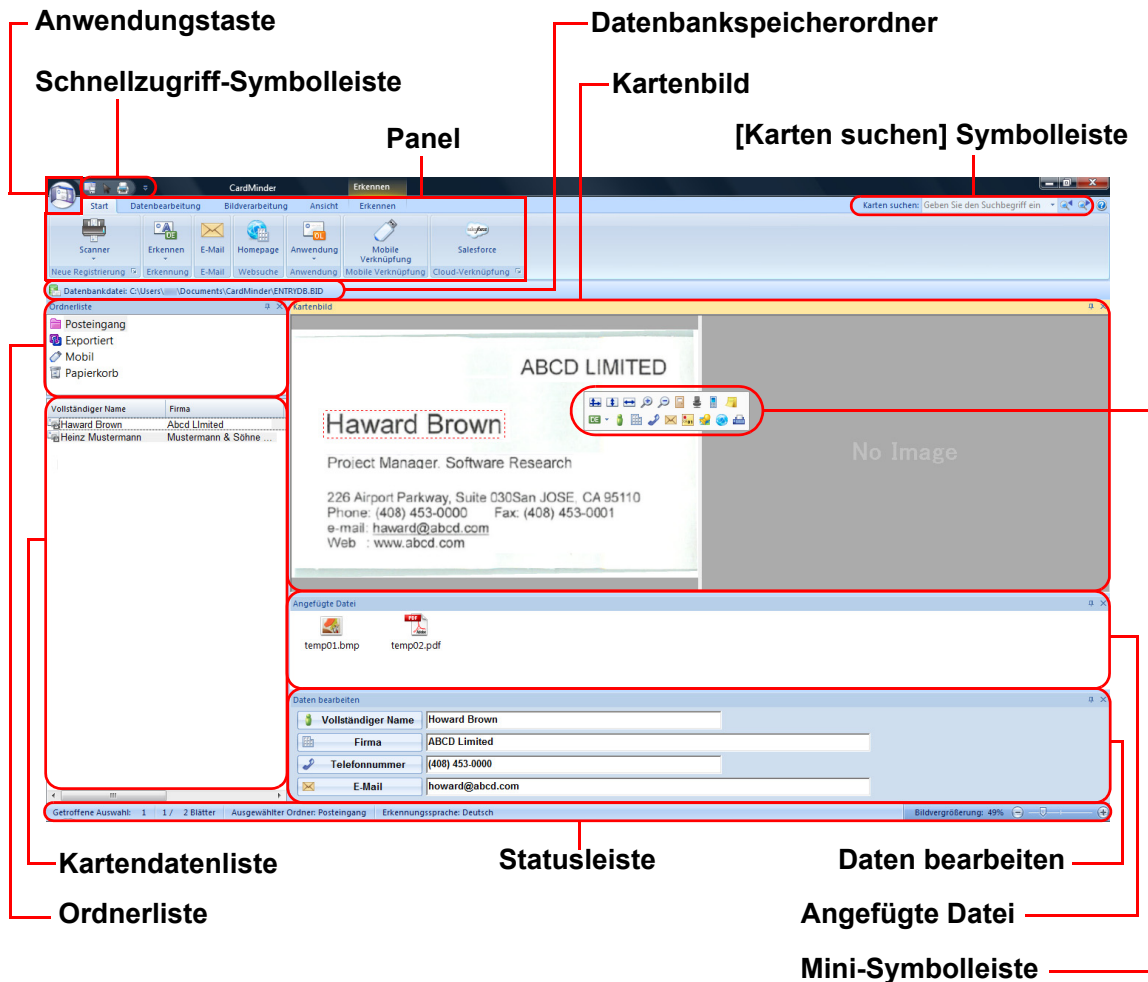 Anwendungstaste
Datenbankspeicherordner
Schnellzugriff-Symbolleiste
Kartenbild
Panel
[Karten suchen] Symbolleiste
CardMinder
Erkennen
Start Datenbearbeitung Bildverarbeitung Ansicht Erkennen
Karten suchen: Geben Sie den Suchbegriff ein
DE
OL
salesforce
Scanner Erkennen E-Mail Homepage Anwendung Mobile Verknüpfung Salesforce
Neue Registrierung Erkennung E-Mail Websuche Anwendung Mobile Verknüpfung Cloud-Verknüpfung
Datenbankdatei: C:\Users\ \Documents\CardMinder\ENTRYDB.BID
Ordnerliste
Kartenbild
Posteingang
Exportiert
Mobil
Papierkorb
Vollständiger Name Firma
Haward Brown Abcd LImited
Heinz Mustermann Mustermann & Söhne ...
ABCD LIMITED
Haward Brown
Project Manager. Software Research
226 Airport Parkway, Suite 030San JOSE, CA 95110
Phone: (408) 453-0000 Fax: (408) 453-0001
e-mail: haward@abcd.com
Web : www.abcd.com
DE
No Image
Angefügte Datei
PDF
Adobe
temp01.bmp temp02.pdf
Daten bearbeiten
Vollständiger Name Howard Brown
Firma ABCD Limited
Telefonnummer (408) 453-0000
E-Mail howard@abcd.com
Getroffene Auswahl: 1 1 / 2 Blätter Ausgewählter Ordner: Posteingang Erkennungssprache: Deutsch Bildvergrößerung: 49%
Kartendatenliste
Statusleiste
Daten bearbeiten
Ordnerliste
Angefügte Datei
Mini-Symbolleiste